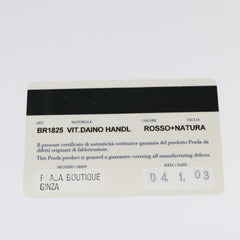 ART. MATERIALE COLORE TAGLIA
BR1825 VIT.DAINO HANDL ROSSO+NATURA
Il presente certificato di autenticità costituisce garanzia del prodotto Prada da
difetti originari di fabbricazione.
This Prada product is granted a guarantee covering all manufacturing defects.
NEGOZIO / SHOP DATA / DATE
PRADA BOUTIQUE
GINZA
04.1.03